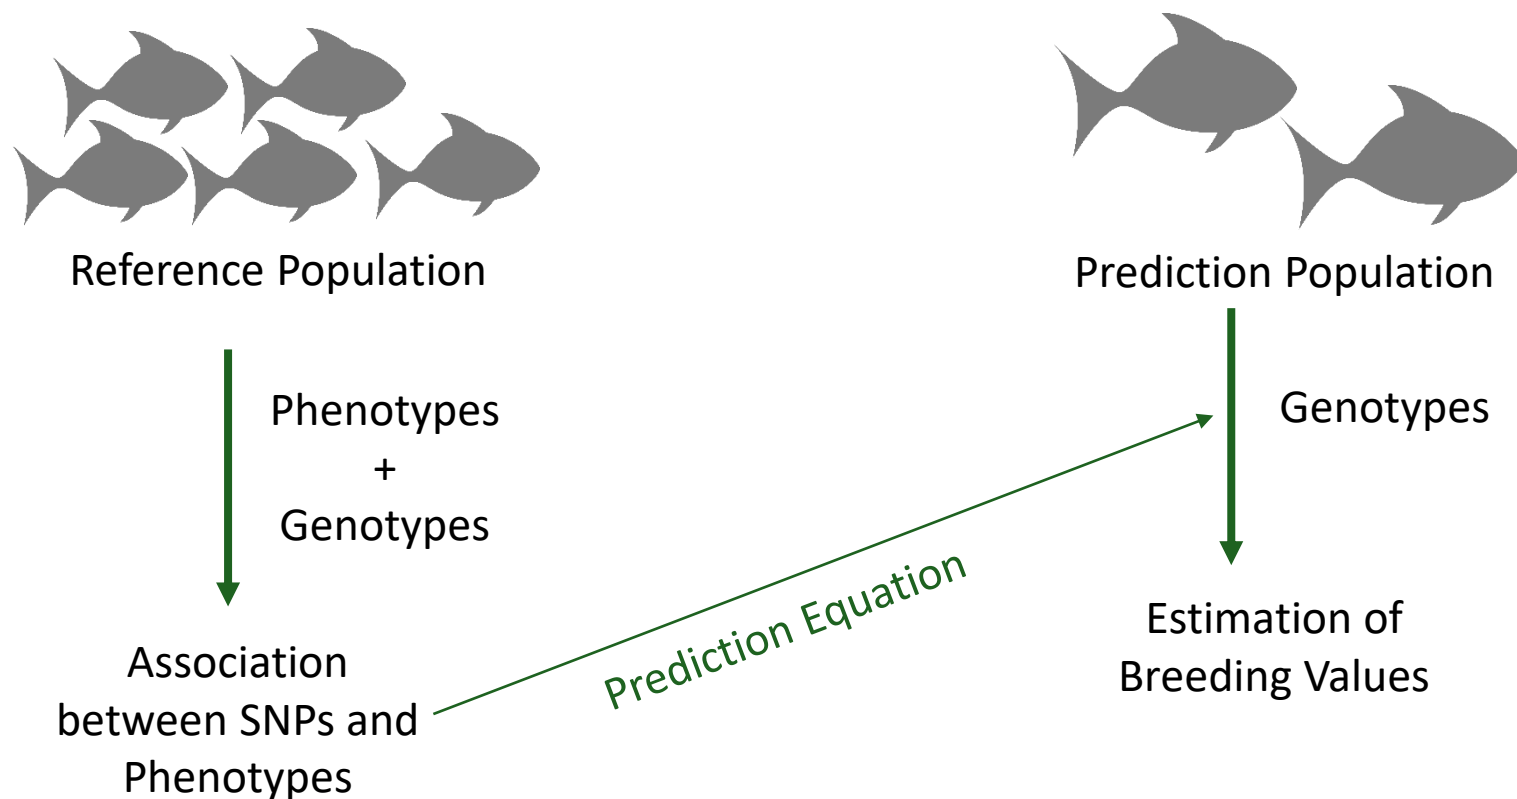 Reference Population
Phenotypes
+
Genotypes
Association
between SNPs and
Phenotypes
Prediction Equation
Prediction Population
Genotypes
Estimation of
Breeding Values